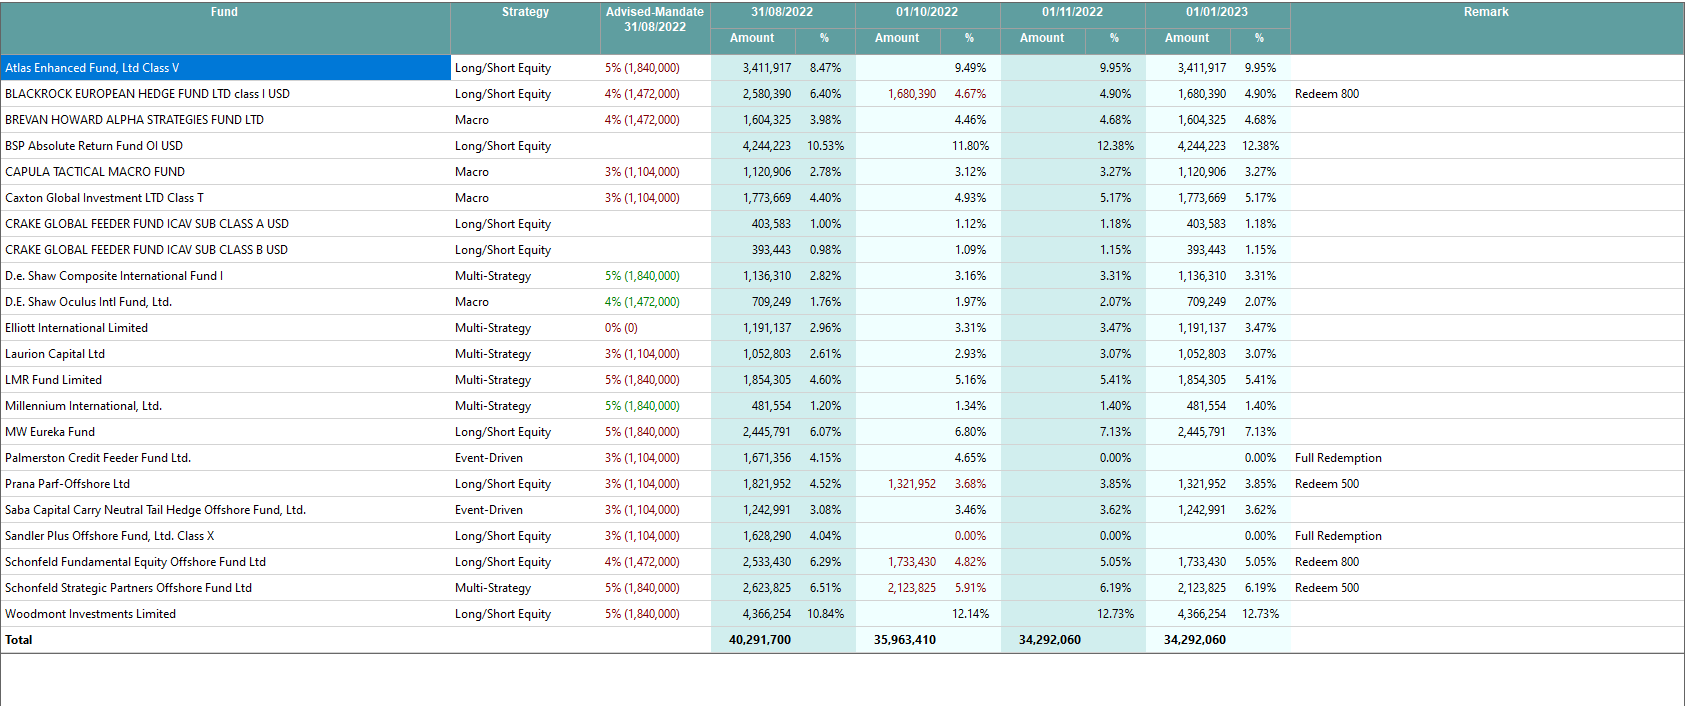 Fund Strategy Advised-Mandate 31/08/2022 01/10/2022 01/11/2022 01/01/2023 Remark
31/08/2022
Amount % Amount % Amount % Amount %
Atlas Enhanced Fund, Ltd Class V Long/Short Equity 5% (1,840,000) 3,411,917 8.47% 9.49% 9.95% 3,411,917 9.95%
BLACKROCK EUROPEAN HEDGE FUND LTD class I USD Long/Short Equity 4% (1,472,000) 2,580,390 6.40% 1,680,390 4.67% 4.90% 1,680,390 4.90% Redeem 800
BREVAN HOWARD ALPHA STRATEGIES FUND LTD Macro 4% (1,472,000) 1,604,325 3.98% 4.46% 4.68% 1,604,325 4.68%
BSP Absolute Return Fund OI USD Long/Short Equity 4,244,223 10.53% 11.80% 12.38% 4,244,223 12.38%
CAPULA TACTICAL MACRO FUND Macro 3% (1,104,000) 1,120,906 2.78% 3.12% 3.27% 1,120,906 3.27%
Caxton Global Investment LTD Class T Macro 3% (1,104,000) 1,773,669 4.40% 4.93% 5.17% 1,773,669 5.17%
CRAKE GLOBAL FEEDER FUND ICAV SUB CLASS A USD Long/Short Equity 403,583 1.00% 1.12% 1.18% 403,583 1.18%
CRAKE GLOBAL FEEDER FUND ICAV SUB CLASS B USD Long/Short Equity 393,443 0.98% 1.09% 1.15% 393,443 1.15%
D.e. Shaw Composite International Fund I Multi-Strategy 5% (1,840,000) 1,136,310 2.82% 3.16% 3.31% 1,136,310 3.31%
D.E. Shaw Oculus Intl Fund, Ltd. Macro 4% (1,472,000) 709,249 1.76% 1.97% 2.07% 709,249 2.07%
Elliott International Limited Multi-Strategy 0% (0) 1,191,137 2.96% 3.31% 3.47% 1,191,137 3.47%
Laurion Capital Ltd Multi-Strategy 3% (1,104,000) 1,052,803 2.61% 2.93% 3.07% 1,052,803 3.07%
LMR Fund Limited Multi-Strategy 5% (1,840,000) 1,854,305 4.60% 5.16% 5.41% 1,854,305 5.41%
Millennium International, Ltd. Multi-Strategy 5% (1,840,000) 481,554 1.20% 1.34% 1.40% 481,554 1.40%
MW Eureka Fund Long/Short Equity 5% (1,840,000) 2,445,791 6.07% 6.80% 7.13% 2,445,791 7.13%
Palmerston Credit Feeder Fund Ltd. Event-Driven 3% (1,104,000) 1,671,356 4.15% 4.65% 0.00% 0.00% Full Redemption
Prana Parf-Offshore Ltd Long/Short Equity 3% (1,104,000) 1,821,952 4.52% 1,321,952 3.68% 3.85% 1,321,952 3.85% Redeem 500
Saba Capital Carry Neutral Tail Hedge Offshore Fund, Ltd. Event-Driven 3% (1,104,000) 1,242,991 3.08% 3.46% 3.62% 1,242,991 3.62%
Sandler Plus Offshore Fund, Ltd. Class X Long/Short Equity 3% (1,104,000) 1,628,290 4.04% 0.00% 0.00% 0.00% Full Redemption
Schonfeld Fundamental Equity Offshore Fund Ltd Long/Short Equity 4% (1,472,000) 2,533,430 6.29% 1,733,430 4.82% 5.05% 1,733,430 5.05% Redeem 800
Schonfeld Strategic Partners Offshore Fund Ltd Multi-Strategy 5% (1,840,000) 2,623,825 6.51% 2,123,825 5.91% 6.19% 2,123,825 6.19% Redeem 500
Woodmont Investments Limited Long/Short Equity 5% (1,840,000) 4,366,254 10.84% 12.14% 12.73% 4,366,254 12.73%
Total 40,291,700 35,963,410 34,292,060 34,292,060